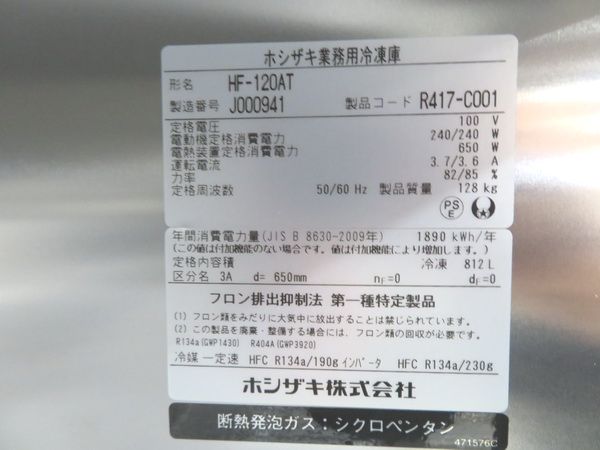 ホシザキ業務用冷凍庫
形名 HF-120AT
製造番号 J000941 製品コード R417-C001
定格電圧 100 V
電動機定格消費電力 240/240 W
電熱装置定格消費電力 650 W
運転電流 3.7/3.6 A
力率 82/85 %
定格周波数 50/60 Hz 製品質量 128 kg
PS
E
年間消費電力量(JIS B 8630-2009年) 1890 kWh/年
(この値は付加機能のない場合です。値は付加機能により増加します。)
定格内容積 冷凍 812 L
区分名 3A d= 650mm nF=0 dF=0
フロン排出抑制法 第一種特定製品
(1) フロン類をみだりに大気中に放出することは禁じられています。
(2) この製品を廃棄・整備する場合には、フロン類の回収が必要です。
R134a(GWP1430) R404A(GWP3920)
冷媒 一定速 HFC R134a/190g インバータ HFC R134a/230g
ホシザキ株式会社
断熱発泡ガス：シクロペンタン
471576C